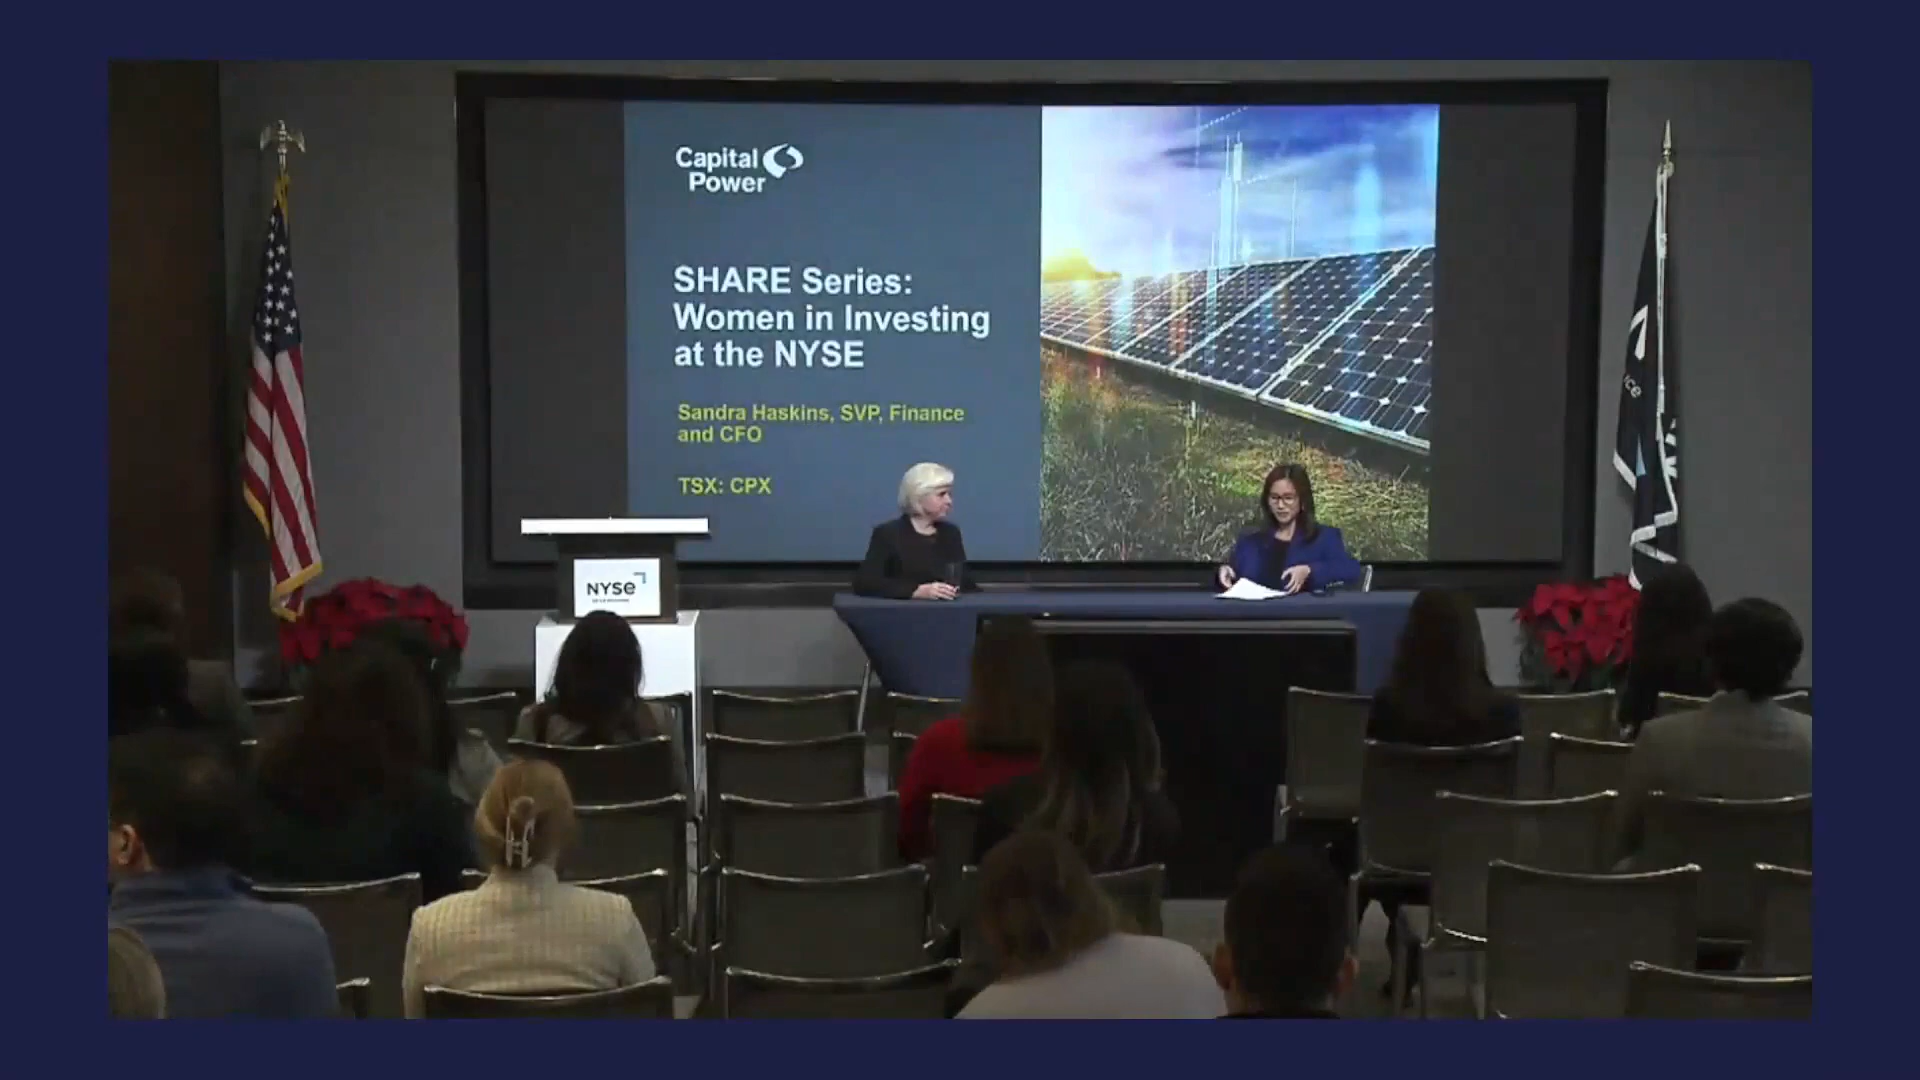 Capital
Power
SHARE Series:
Women in Investing
at the NYSE
Sandra Haskins, SVP, Finance
and CFO
TSX: CPX
NYSE
ice